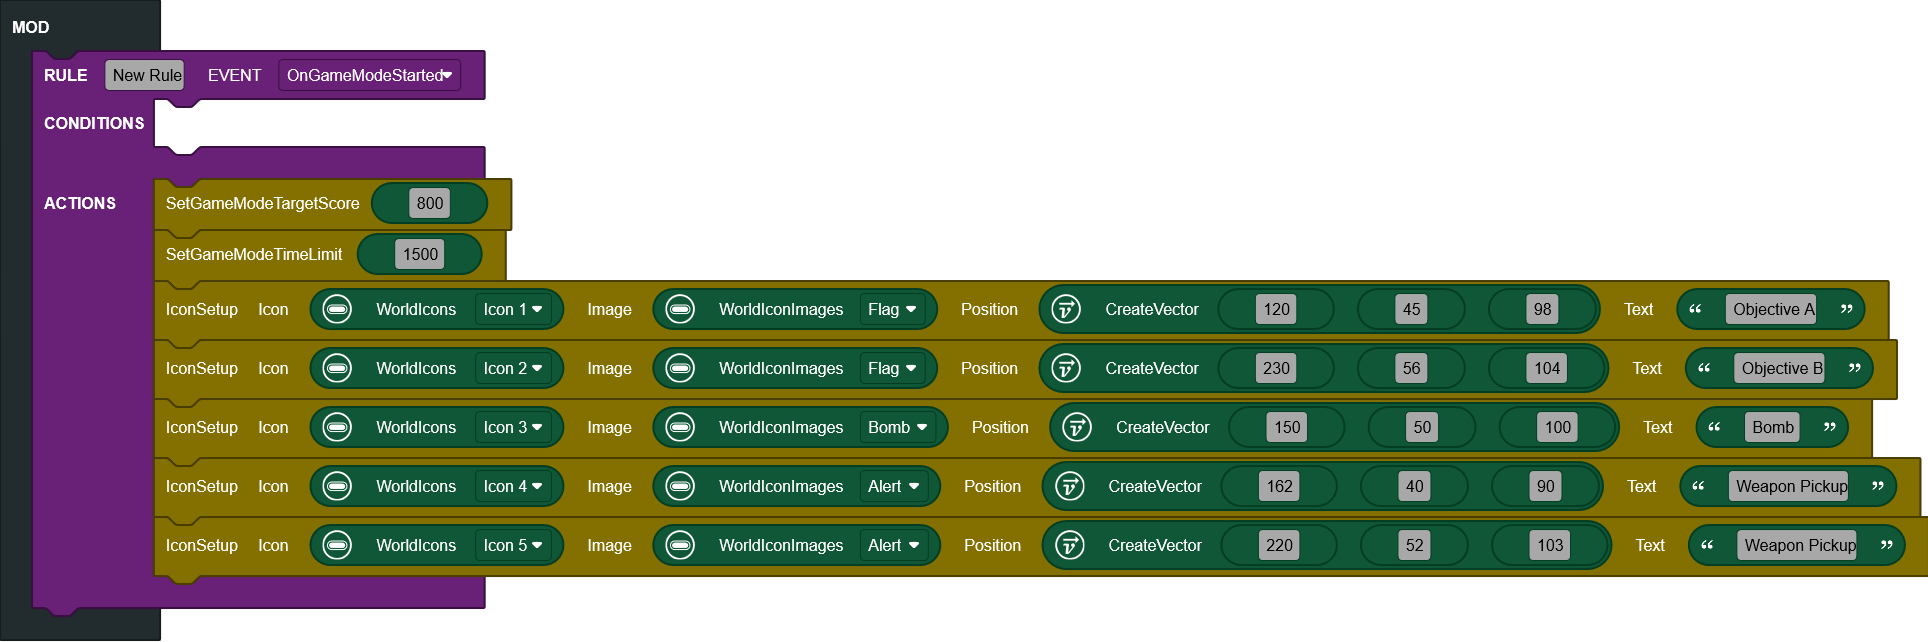 MOD
RULE New Rule EVENT OnGameModeStarted
CONDITIONS
ACTIONS SetGameModeTargetScore 800
SetGameModeTimeLimit 1500
IconSetup Icon WorldIcons Icon 1 Image WorldIconImages Flag Position CreateVector 120 45 98 Text “ Objective A ”
IconSetup Icon WorldIcons Icon 2 Image WorldIconImages Flag Position CreateVector 230 56 104 Text “ Objective B ”
IconSetup Icon WorldIcons Icon 3 Image WorldIconImages Bomb Position CreateVector 150 50 100 Text “ Bomb ”
IconSetup Icon WorldIcons Icon 4 Image WorldIconImages Alert Position CreateVector 162 40 90 Text “ Weapon Pickup ”
IconSetup Icon WorldIcons Icon 5 Image WorldIconImages Alert Position CreateVector 220 52 103 Text “ Weapon Pickup ”